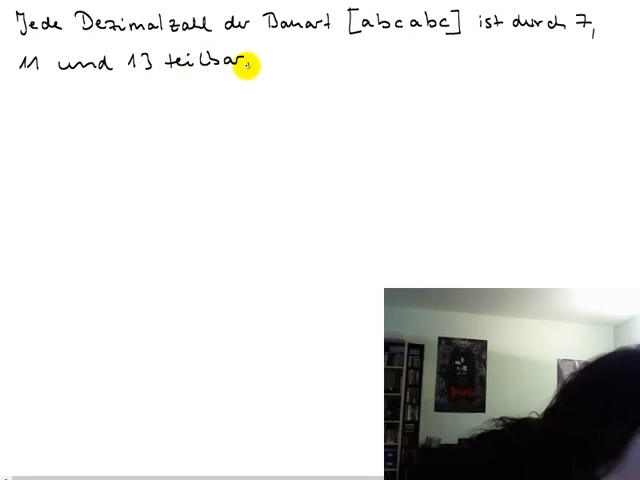 Jede Dezimalzahl der Bauart [abcabc] ist durch 7,
11 und 13 teilbar.